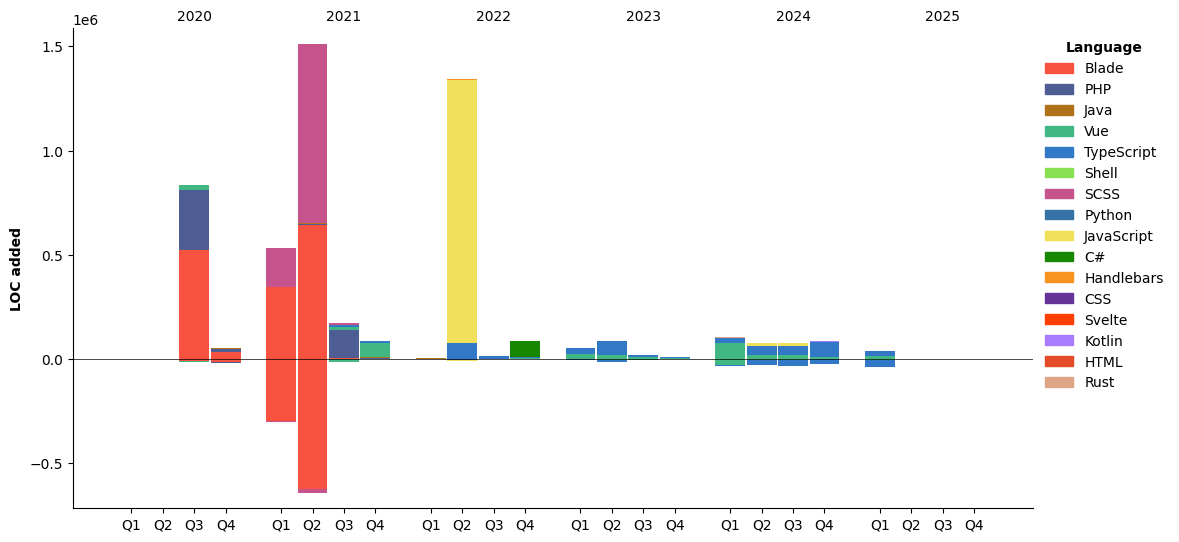 1e6
2020 2021 2022 2023 2024 2025
LOC added
1.5
1.0
0.5
0.0
−0.5
Q1 Q2 Q3 Q4 Q1 Q2 Q3 Q4 Q1 Q2 Q3 Q4 Q1 Q2 Q3 Q4 Q1 Q2 Q3 Q4 Q1 Q2 Q3 Q4
Language
Blade
PHP
Java
Vue
TypeScript
Shell
SCSS
Python
JavaScript
C#
Handlebars
CSS
Svelte
Kotlin
HTML
Rust